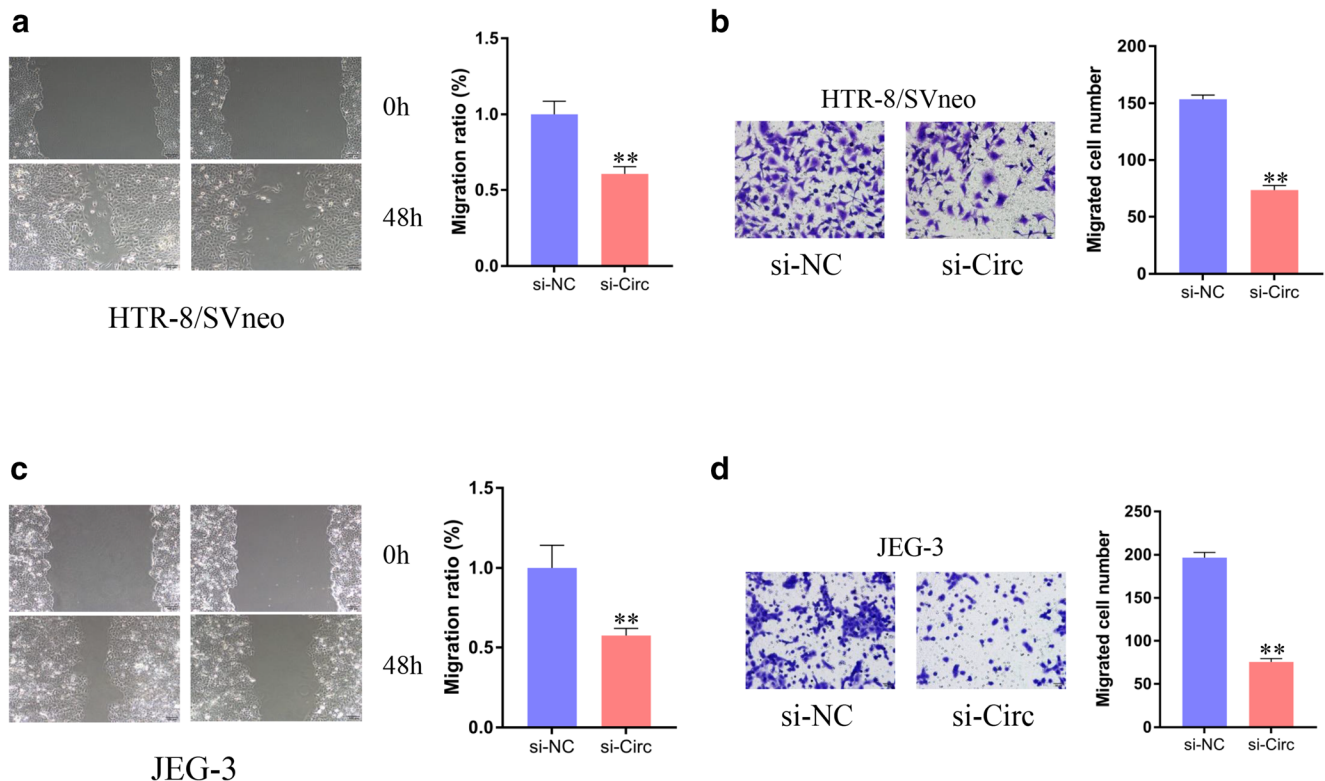 a
0h
48h
HTR-8/SVneo
Migration ratio (%)
1.5
1.0
0.5
0.0
**
si-NC
si-Circ
b
HTR-8/SVneo
si-NC
si-Circ
Migrated cell number
200
150
100
50
0
**
si-NC
si-Circ
c
0h
48h
JEG-3
Migration ratio (%)
1.5
1.0
0.5
0.0
**
si-NC
si-Circ
d
JEG-3
si-NC
si-Circ
Migrated cell number
250
200
150
100
50
0
**
si-NC
si-Circ